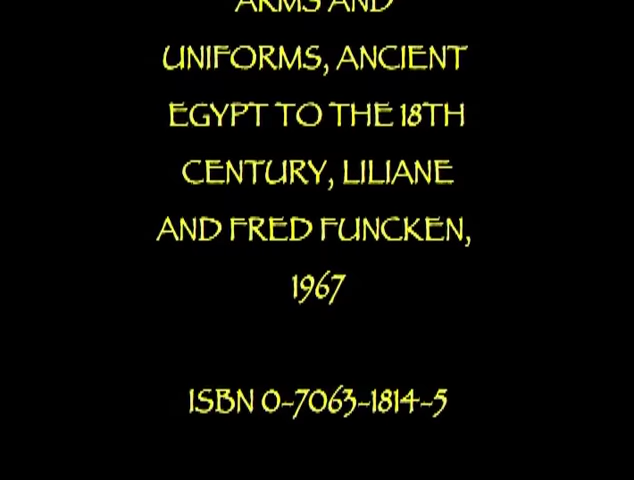 ARMS AND
UNIFORMS, ANCIENT
EGYPT TO THE 18TH
CENTURY, LILIANE
AND FRED FUNCKEN,
1967
ISBN 0-7063-1814-5